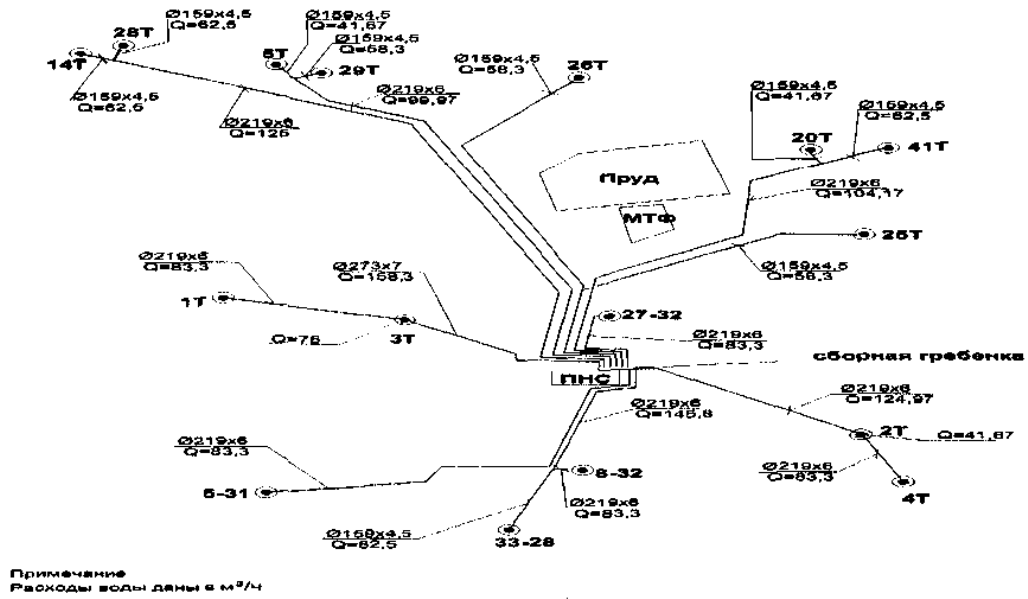 Ø159x4,5
Q=62,5
28Т
14Т
Ø159x4,5
Q=62,5
Ø219x6
Q=125
Ø159x4,5
Q=41,67
Ø159x4,5
Q=58,3
5Т
29Т
Ø219x6
Q=99,97
Ø159x4,5
Q=58,3
26Т
Ø159x4,5
Q=41,67
Ø159x4,5
Q=62,5
20Т
41Т
Пруд
МТФ
Ø219x6
Q=104,17
25Т
Ø159x4,5
Q=58,3
Ø219x6
Q=83,3
1Т
Ø273x7
Q=158,3
Q=75
3Т
27-32
Ø219x6
Q=83,3
сборная гребенка
ПНС
Ø219x6
Q=124,97
2Т
Q=41,67
Ø219x6
Q=83,3
4Т
Ø219x6
Q=145,8
Ø219x6
Q=83,3
5-31
8-32
Ø219x6
Q=83,3
Ø159x4,5
Q=62,5
33-28
Примечание
Расходы воды даны в м³/ч